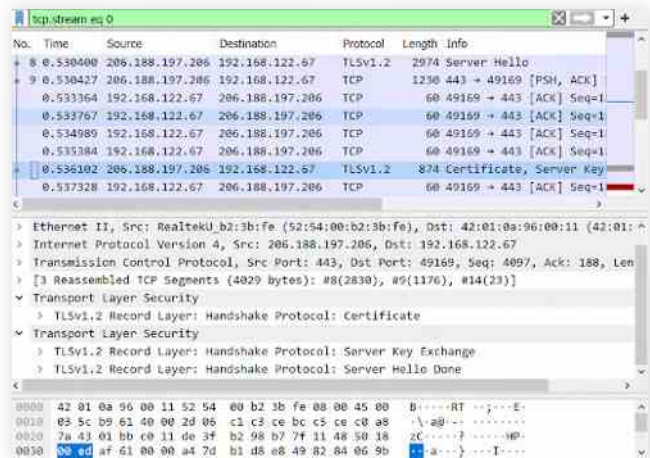 tcp.stream eq 0
No. Time Source Destination Protocol Length Info
8 0.530400 206.188.197.206 192.168.122.67 TLSv1.2 2974 Server Hello
9 0.530427 206.188.197.206 192.168.122.67 TCP 1230 443 → 49169 [PSH, ACK]
0.533364 192.168.122.67 206.188.197.206 TCP 60 49169 → 443 [ACK] Seq=1
0.533767 192.168.122.67 206.188.197.206 TCP 60 49169 → 443 [ACK] Seq=1
0.534989 192.168.122.67 206.188.197.206 TCP 60 49169 → 443 [ACK] Seq=1
0.535384 192.168.122.67 206.188.197.206 TCP 60 49169 → 443 [ACK] Seq=1
0.536102 206.188.197.206 192.168.122.67 TLSv1.2 874 Certificate, Server Key
0.537328 192.168.122.67 206.188.197.206 TCP 60 49169 → 443 [ACK] Seq=1
Ethernet II, Src: RealtekU_b2:3b:fe (52:54:00:b2:3b:fe), Dst: 42:01:0a:96:00:11 (42:01:
Internet Protocol Version 4, Src: 206.188.197.206, Dst: 192.168.122.67
Transmission Control Protocol, Src Port: 443, Dst Port: 49169, Seq: 4097, Ack: 188, Len
[3 Reassembled TCP Segments (4029 bytes): #8(2830), #9(1176), #14(23)]
Transport Layer Security
TLSv1.2 Record Layer: Handshake Protocol: Certificate
Transport Layer Security
TLSv1.2 Record Layer: Handshake Protocol: Server Key Exchange
TLSv1.2 Record Layer: Handshake Protocol: Server Hello Done
0000 42 01 0a 96 00 11 52 54 00 b2 3b fe 08 00 45 00 B·····RT ··;···E·
0010 03 5c b9 61 40 00 2d 06 c1 c3 ce bc c5 ce c0 a8 ·\·a@·-· ········
0020 7a 43 01 bb c0 11 de 3f b2 98 b7 7f 11 48 50 18 zC·····? ·····HP·
0030 00 ed af 61 00 00 a4 7d b1 d8 e8 49 82 84 06 9b ···a···} ···I····